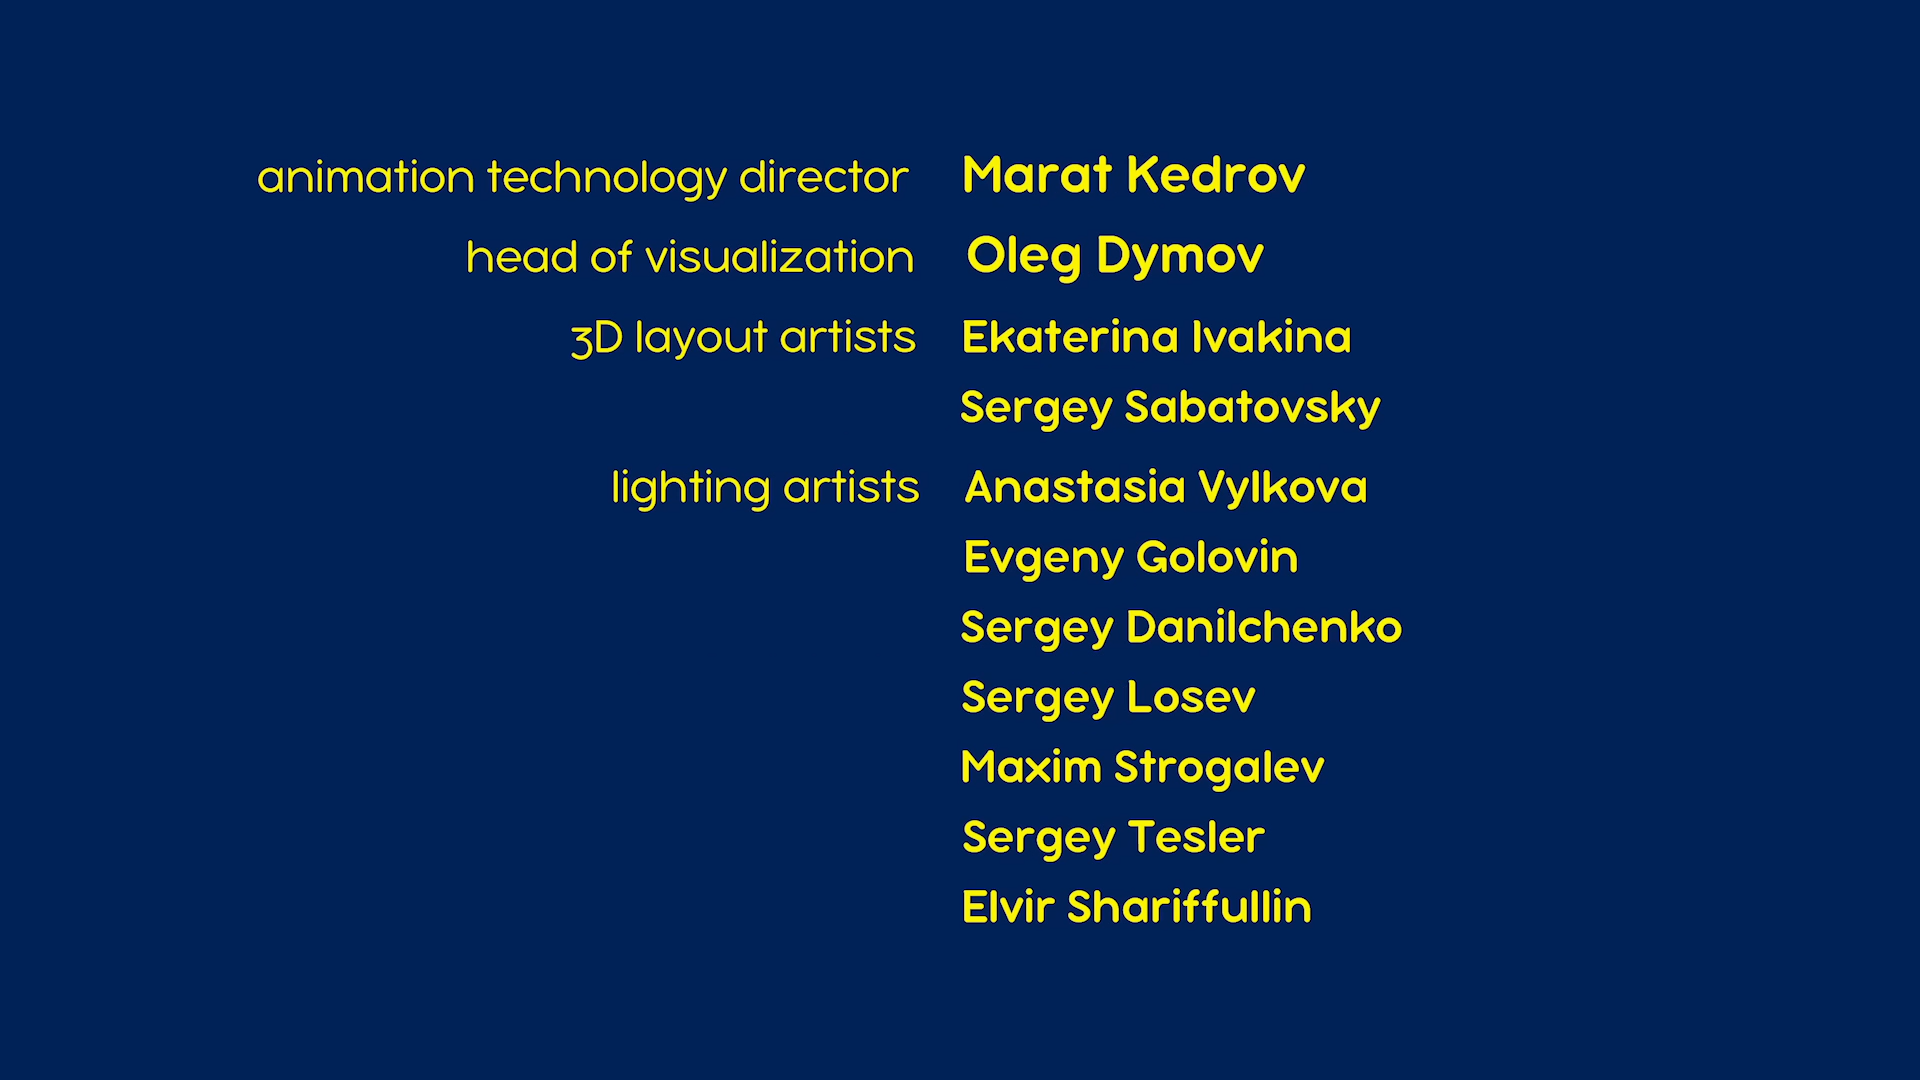 animation technology director Marat Kedrov
head of visualization Oleg Dymov
3D layout artists Ekaterina Ivakina
Sergey Sabatovsky
lighting artists Anastasia Vylkova
Evgeny Golovin
Sergey Danilchenko
Sergey Losev
Maxim Strogalev
Sergey Tesler
Elvir Shariffullin